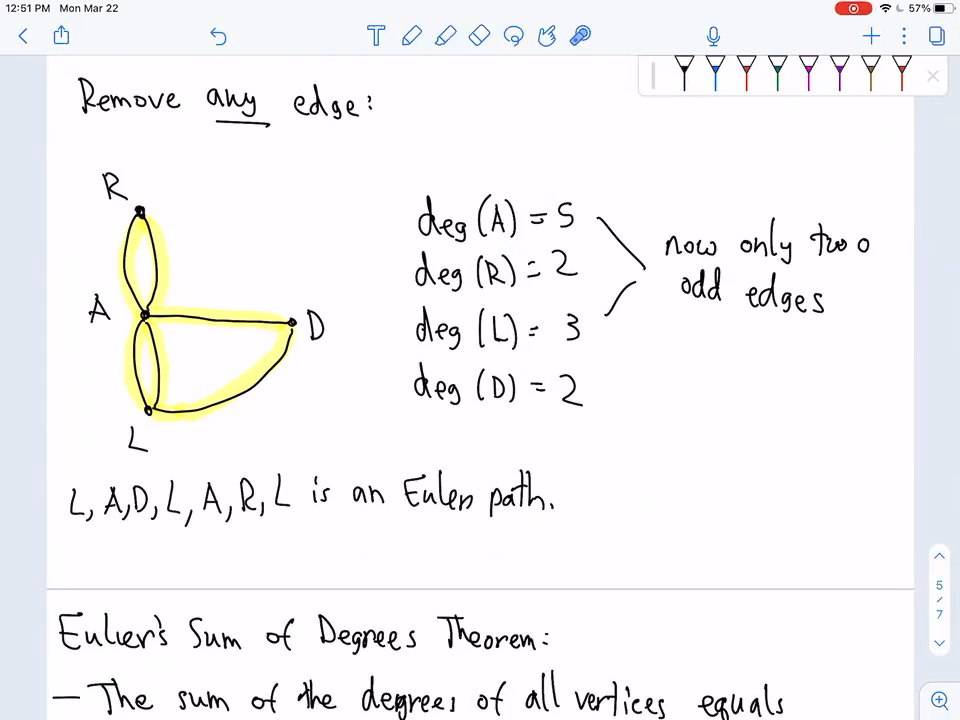 12:51 PM Mon Mar 22
57%
Remove any edge:
R
A
D
L
deg (A) = 5
deg (R) = 2
deg (L) = 3
deg (D) = 2
now only two
odd edges
L, A, D, L, A, R, L is an Euler path.
5
/
7
Euler's Sum of Degrees Theorem:
— The sum of the degrees of all vertices equals